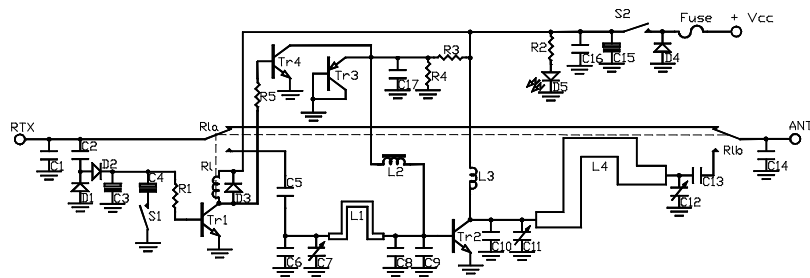 S2 Fuse + Vcc
R2 C16 C15 D4
D5
Tr4 Tr3 R3
R4
C17
R5
RTX Rla ANT
Rlb
C1 C2 D2 C4 Rl C14
D1 C3 R1 D3 C5 L2 L3 L4 C13
S1 Tr1 L1 Tr2 C12
C6 C7 C8 C9 C10 C11